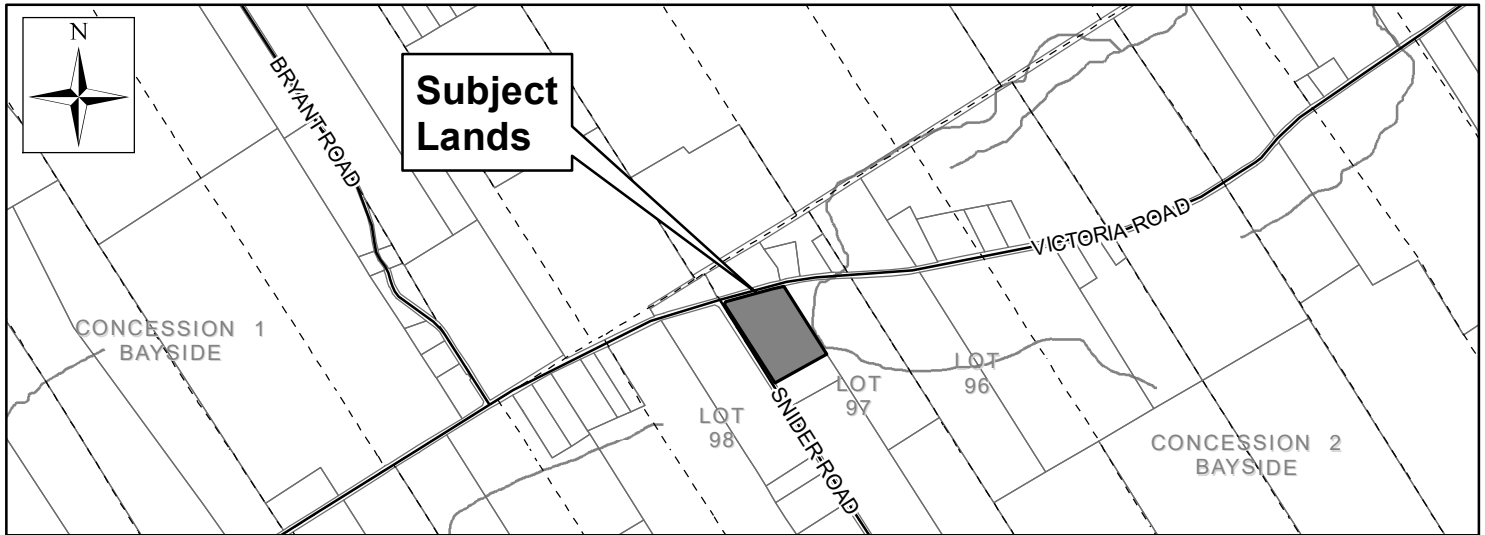 N
BRYANT ROAD
Subject
Lands
VICTORIA ROAD
CONCESSION 1
BAYSIDE
LOT
98
SNIDER ROAD
LOT
97
LOT
96
CONCESSION 2
BAYSIDE